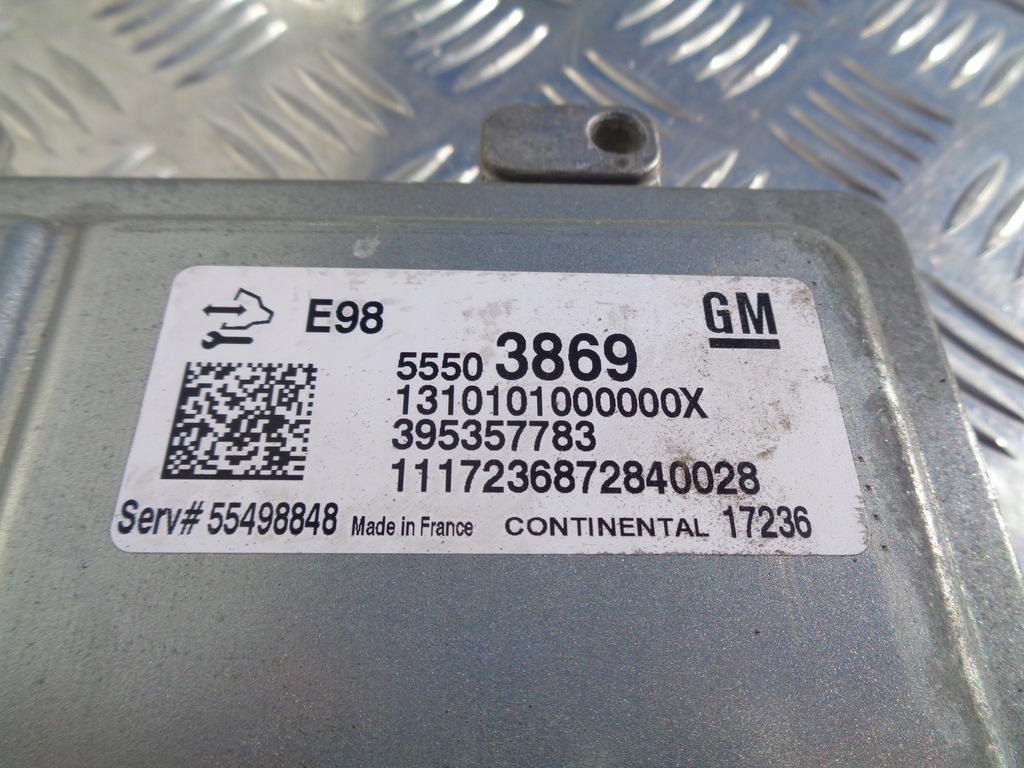 E98
GM
5550 3869
1310101000000X
395357783
1117236872840028
Serv# 55498848 Made in France CONTINENTAL 17236